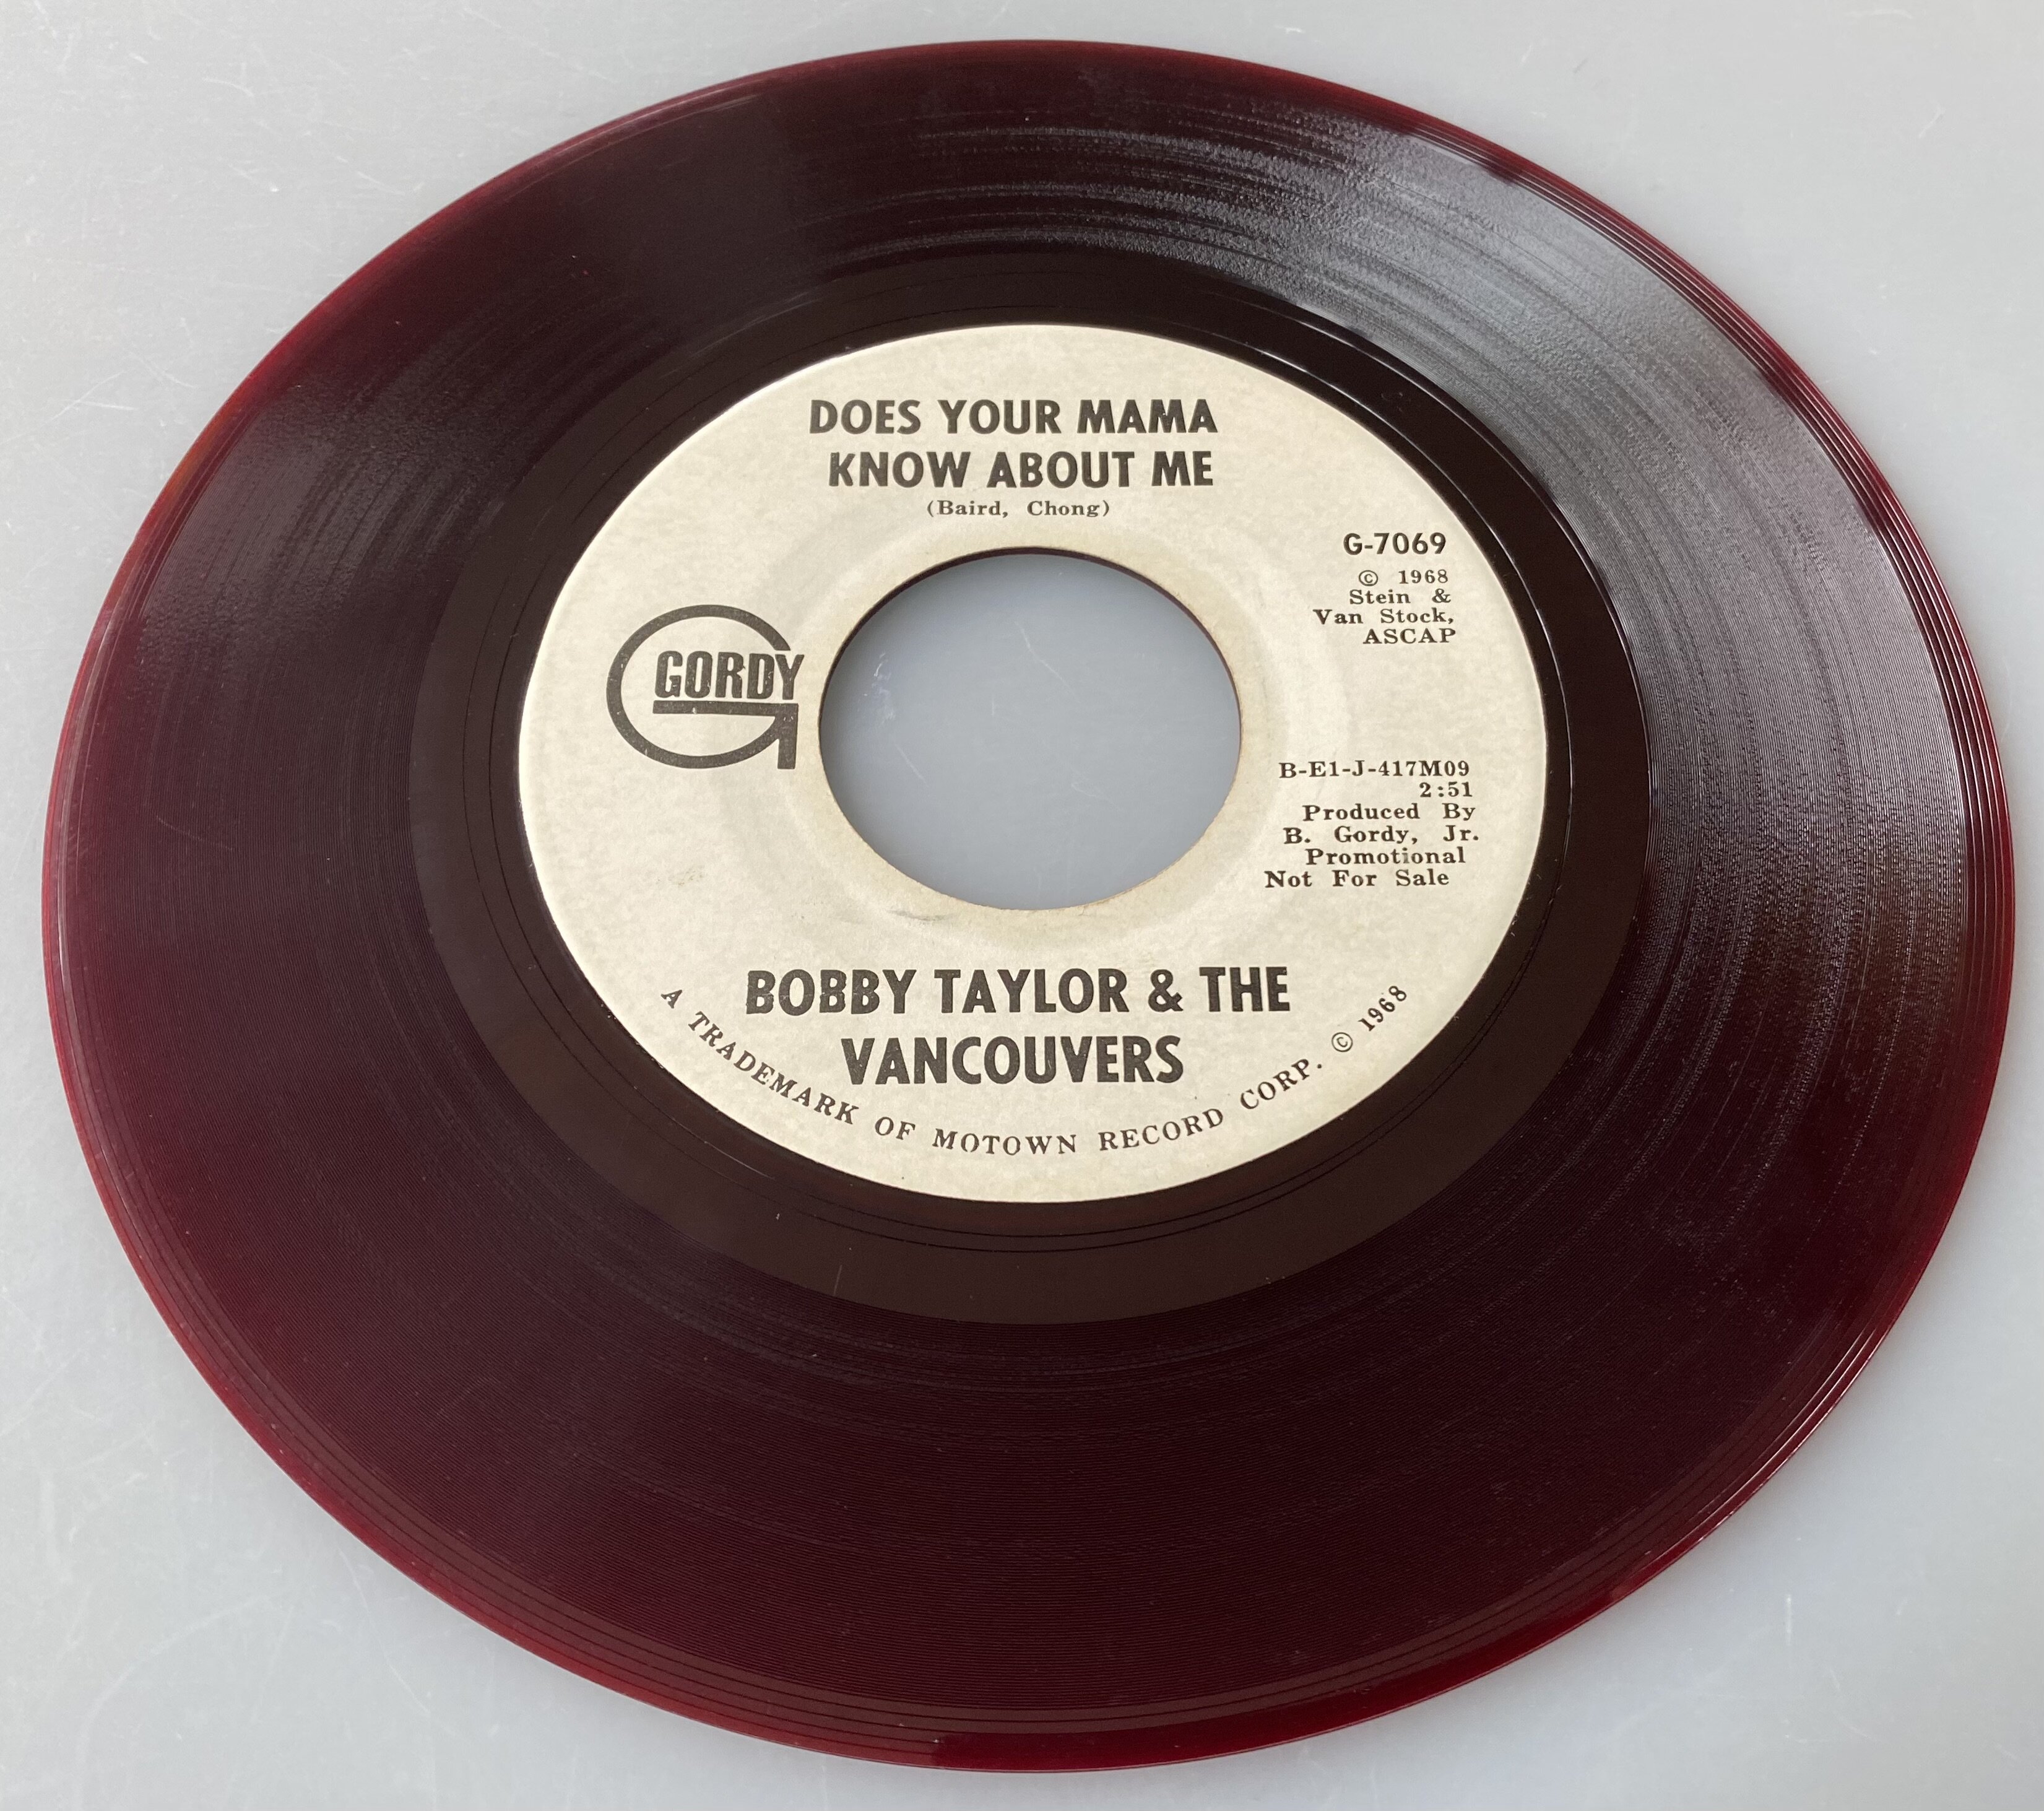 DOES YOUR MAMA
KNOW ABOUT ME
(Baird, Chong)
G-7069
© 1968
Stein &
Van Stock,
ASCAP
GORDY
B-E1-J-417M09
2:51
Produced By
B. Gordy, Jr.
Promotional
Not For Sale
BOBBY TAYLOR & THE
VANCOUVERS
A TRADEMARK OF MOTOWN RECORD CORP. © 1968